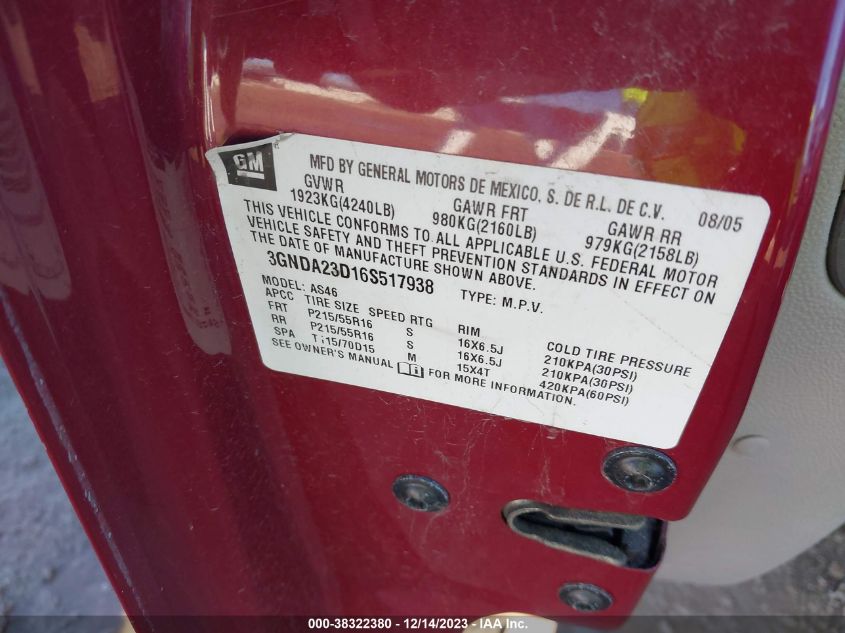 GM
MFD BY GENERAL MOTORS DE MEXICO, S. DE R.L. DE C.V. 08/05
GVWR GAWR FRT GAWR RR
1923KG(4240LB) 980KG(2160LB) 979KG(2158LB)
THIS VEHICLE CONFORMS TO ALL APPLICABLE U.S. FEDERAL MOTOR
VEHICLE SAFETY AND THEFT PREVENTION STANDARDS IN EFFECT ON
THE DATE OF MANUFACTURE SHOWN ABOVE.
3GNDA23D16S517938 TYPE: M.P.V.
MODEL: AS46
APCC TIRE SIZE SPEED RTG RIM COLD TIRE PRESSURE
FRT P215/55R16 S 16X6.5J 210KPA(30PSI)
RR P215/55R16 S 16X6.5J 210KPA(30PSI)
SPA T115/70D15 M 15X4T 420KPA(60PSI)
SEE OWNER'S MANUAL FOR MORE INFORMATION.
000-38322380 - 12/14/2023 - IAA Inc.